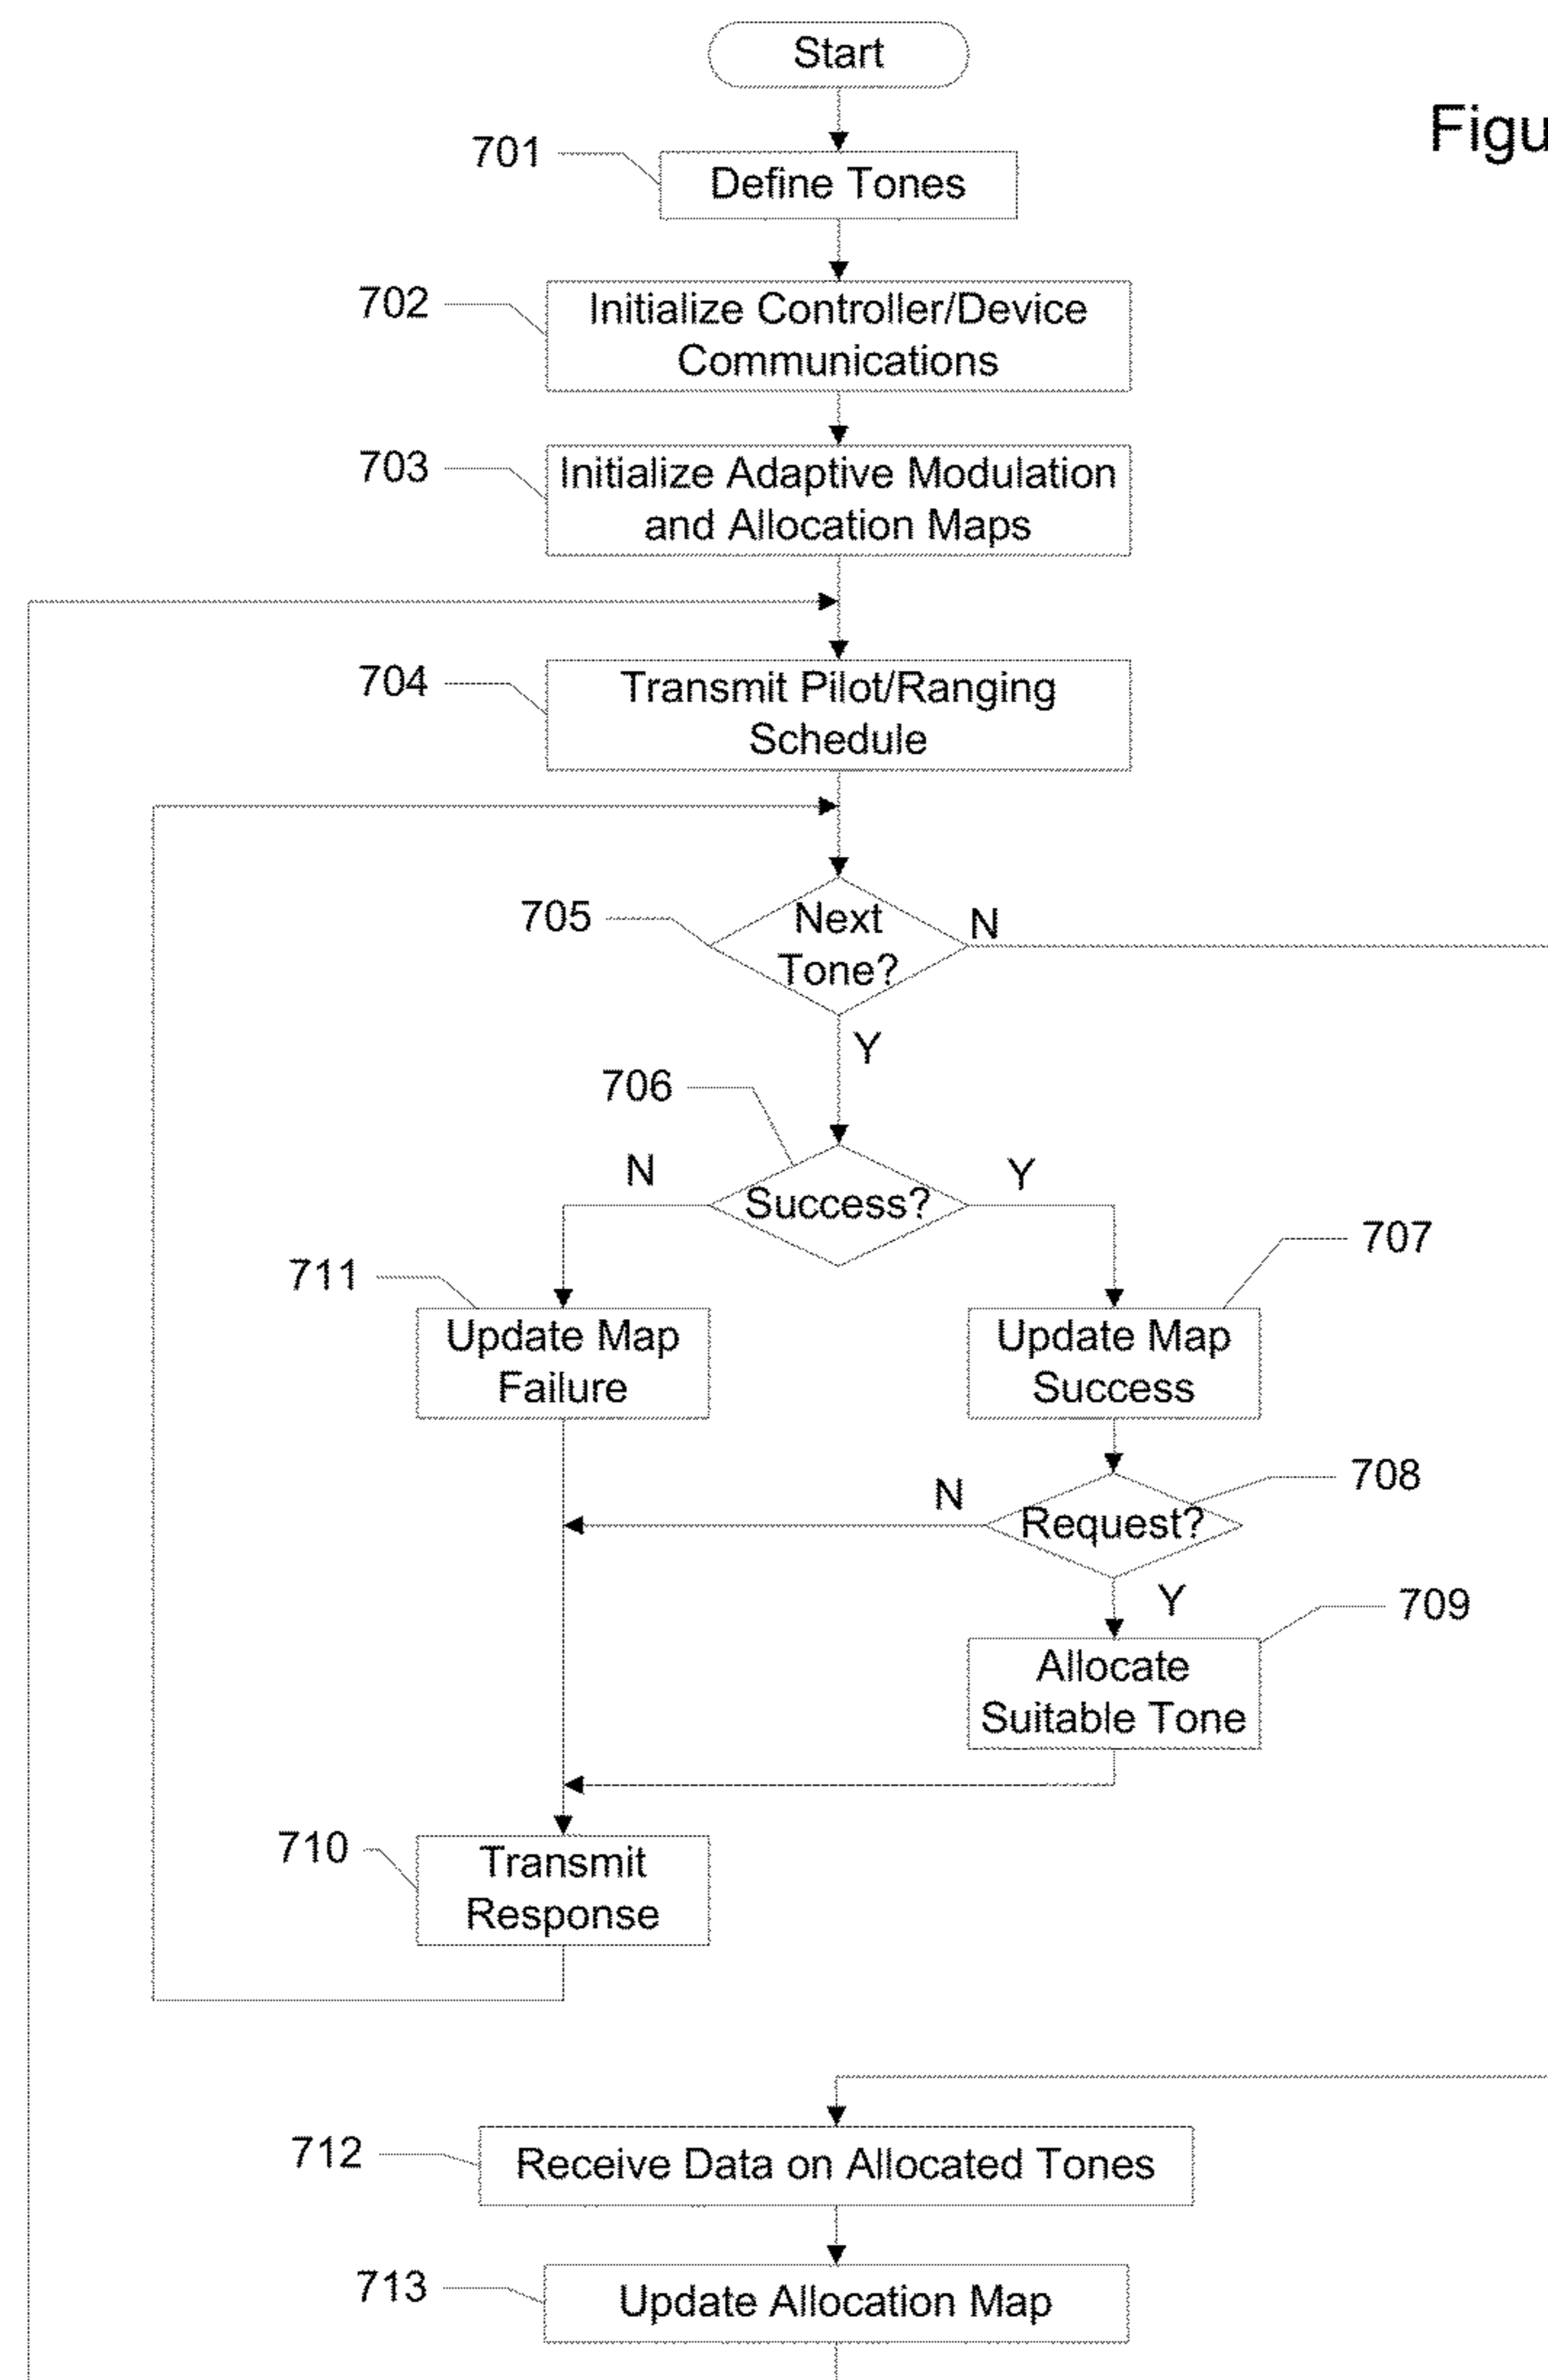 Start
Figu
701
Define Tones
702
Initialize Controller/Device
Communications
703
Initialize Adaptive Modulation
and Allocation Maps
704
Transmit Pilot/Ranging
Schedule
705
Next
Tone?
N
Y
706
N
Success?
Y
707
711
Update Map
Failure
Update Map
Success
N
708
Request?
Y
709
Allocate
Suitable Tone
710
Transmit
Response
712
Receive Data on Allocated Tones
713
Update Allocation Map